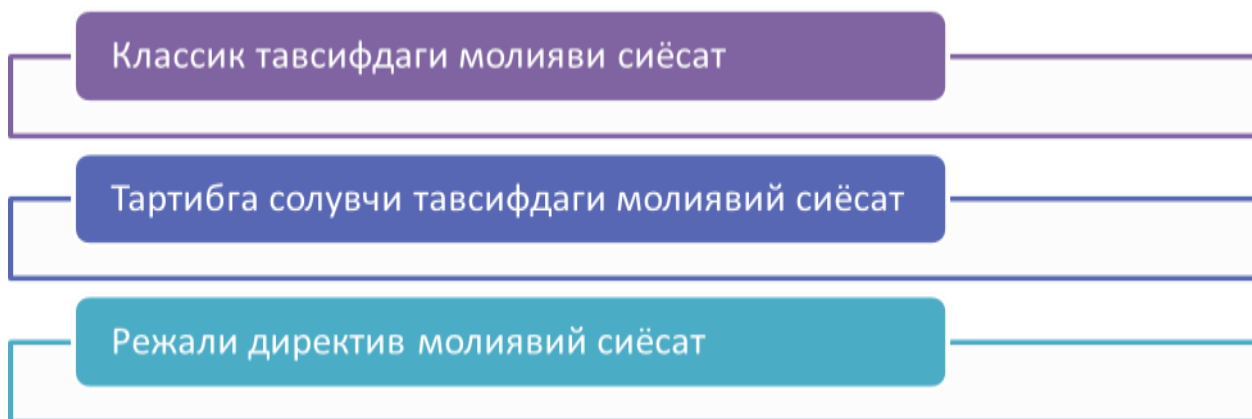 Классик тавсифдаги молияви сиёсат
Тартибга солувчи тавсифдаги молиявий сиёсат
Режали директив молиявий сиёсат